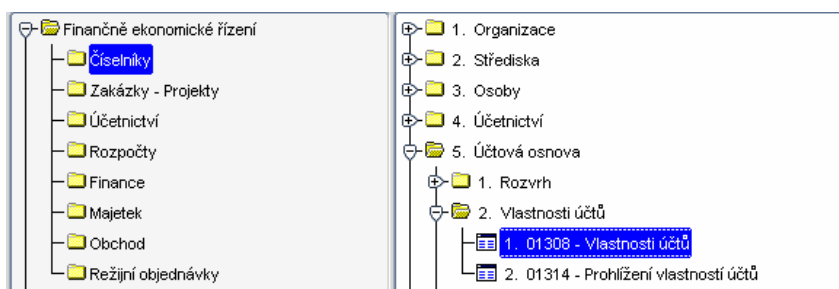 Finančně ekonomické řízení
Číselníky
Zakázky - Projekty
Účetnictví
Rozpočty
Finance
Majetek
Obchod
Režijní objednávky
1. Organizace
2. Střediska
3. Osoby
4. Účetnictví
5. Účtová osnova
1. Rozvrh
2. Vlastnosti účtů
1. 01308 - Vlastnosti účtů
2. 01314 - Prohlížení vlastností účtů